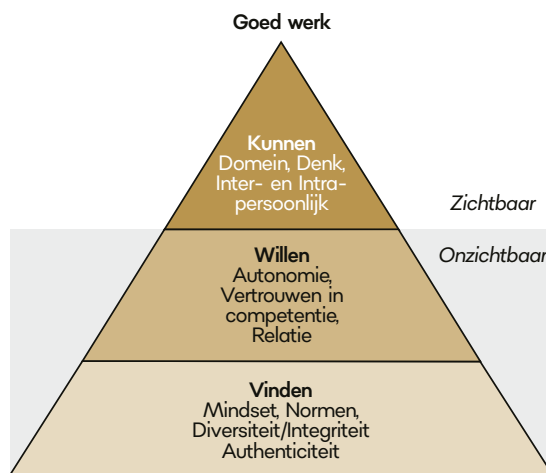 Goed werk
Kunnen
Domein, Denk,
Inter- en Intra-
persoonlijk
Zichtbaar
Onzichtbaar
Willen
Autonomie,
Vertrouwen in
competentie,
Relatie
Vinden
Mindset, Normen,
Diversiteit/Integriteit
Authenticiteit